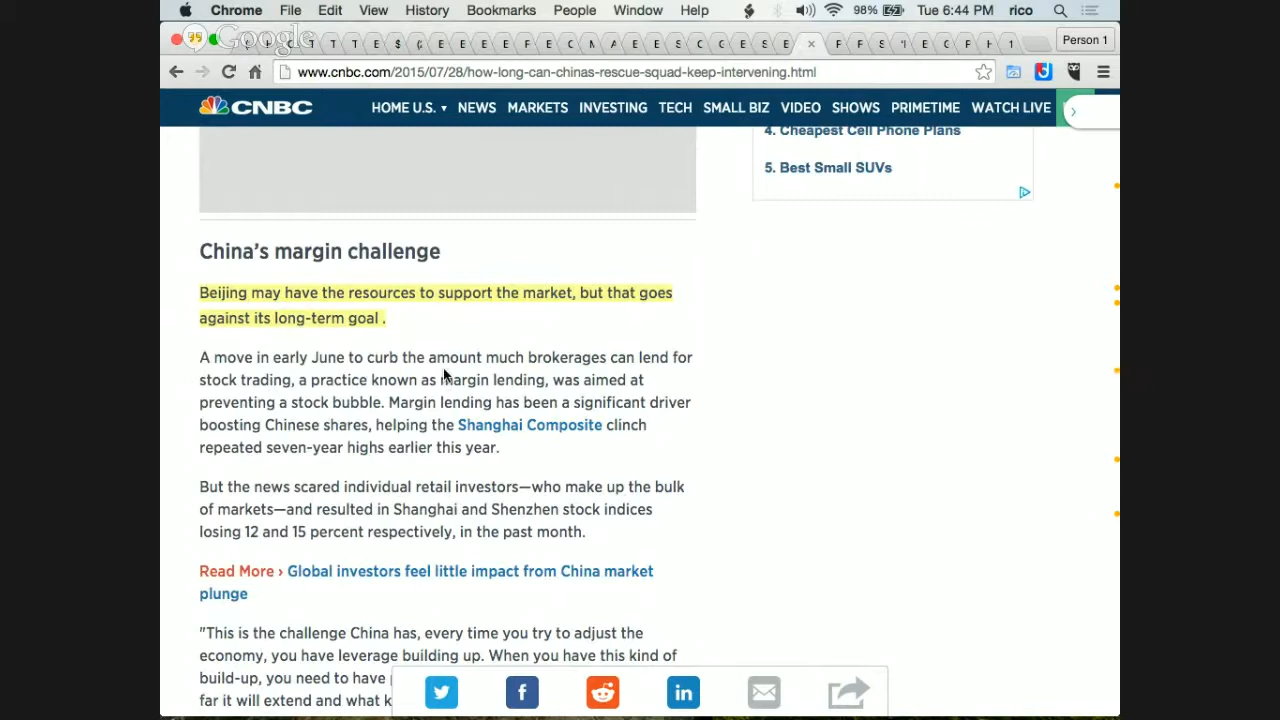 Chrome File Edit View History Bookmarks People Window Help 98% Tue 6:44 PM rico
Google
T T E $ E E E E F E C N A E E S C C E S E × F F S E C F H 1 Person 1
www.cnbc.com/2015/07/28/how-long-can-chinas-rescue-squad-keep-intervening.html
CNBC HOME U.S. NEWS MARKETS INVESTING TECH SMALL BIZ VIDEO SHOWS PRIMETIME WATCH LIVE
4. Cheapest Cell Phone Plans
5. Best Small SUVs
China's margin challenge
Beijing may have the resources to support the market, but that goes
against its long-term goal .
A move in early June to curb the amount much brokerages can lend for
stock trading, a practice known as margin lending, was aimed at
preventing a stock bubble. Margin lending has been a significant driver
boosting Chinese shares, helping the Shanghai Composite clinch
repeated seven-year highs earlier this year.
But the news scared individual retail investors—who make up the bulk
of markets—and resulted in Shanghai and Shenzhen stock indices
losing 12 and 15 percent respectively, in the past month.
Read More › Global investors feel little impact from China market
plunge
"This is the challenge China has, every time you try to adjust the
economy, you have leverage building up. When you have this kind of
build-up, you need to have
far it will extend and what k